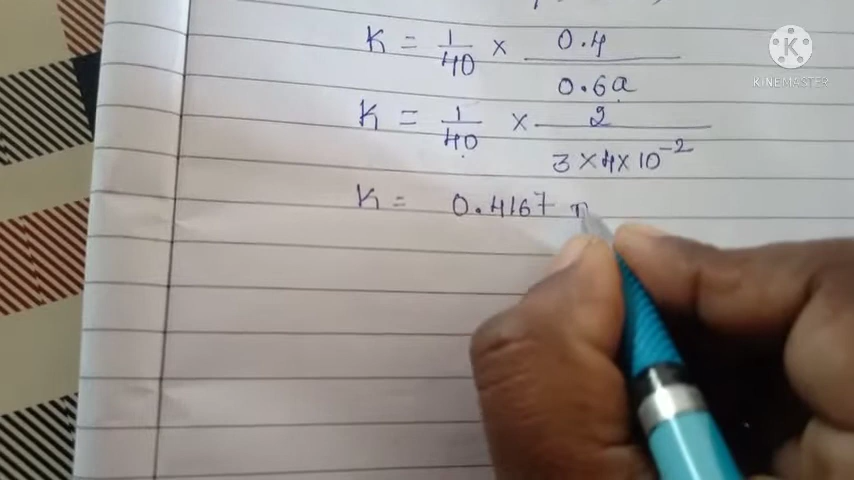 K = 1/40 × 0.4/0.6a
K = 1/40 × 2/3×4×10⁻²
K = 0.4167
K
KINEMASTER